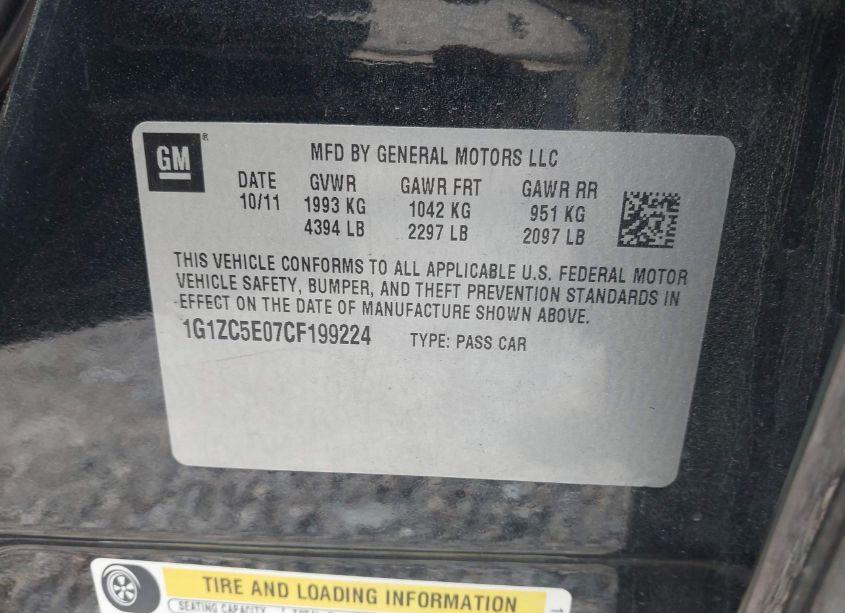 GM ®
MFD BY GENERAL MOTORS LLC
DATE GVWR GAWR FRT GAWR RR
10/11 1993 KG 1042 KG 951 KG
4394 LB 2297 LB 2097 LB
THIS VEHICLE CONFORMS TO ALL APPLICABLE U.S. FEDERAL MOTOR
VEHICLE SAFETY, BUMPER, AND THEFT PREVENTION STANDARDS IN
EFFECT ON THE DATE OF MANUFACTURE SHOWN ABOVE.
1G1ZC5E07CF199224 TYPE: PASS CAR
TIRE AND LOADING INFORMATION
SEATING CAPACITY